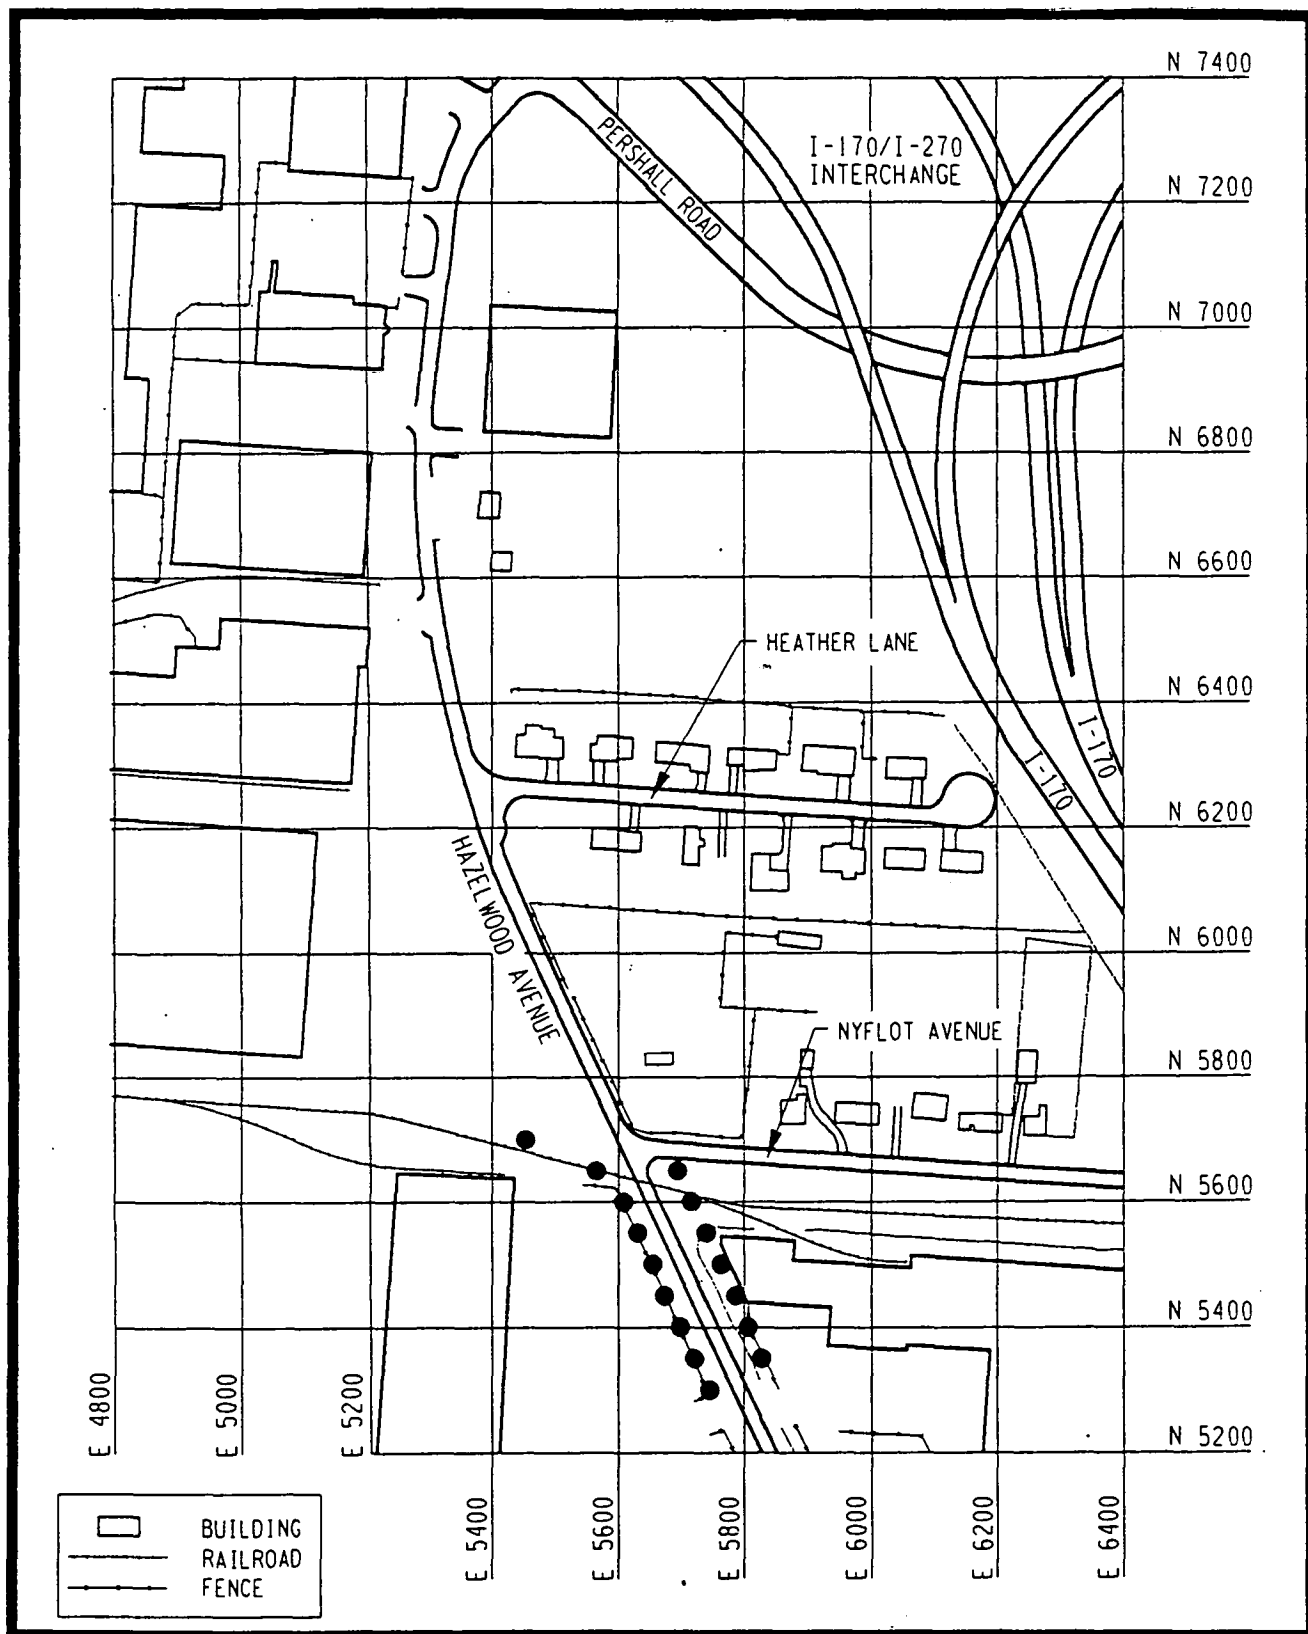 N 7400
PERSHALL ROAD
I-170/I-270
INTERCHANGE
N 7200
N 7000
N 6800
N 6600
HEATHER LANE
N 6400
I-170
I-170
N 6200
HAZELWOOD AVENUE
N 6000
NYFLOT AVENUE
N 5800
N 5600
N 5400
E 4800
E 5000
E 5200
N 5200
E 5400
E 5600
E 5800
E 6000
E 6200
E 6400
BUILDING
RAILROAD
FENCE